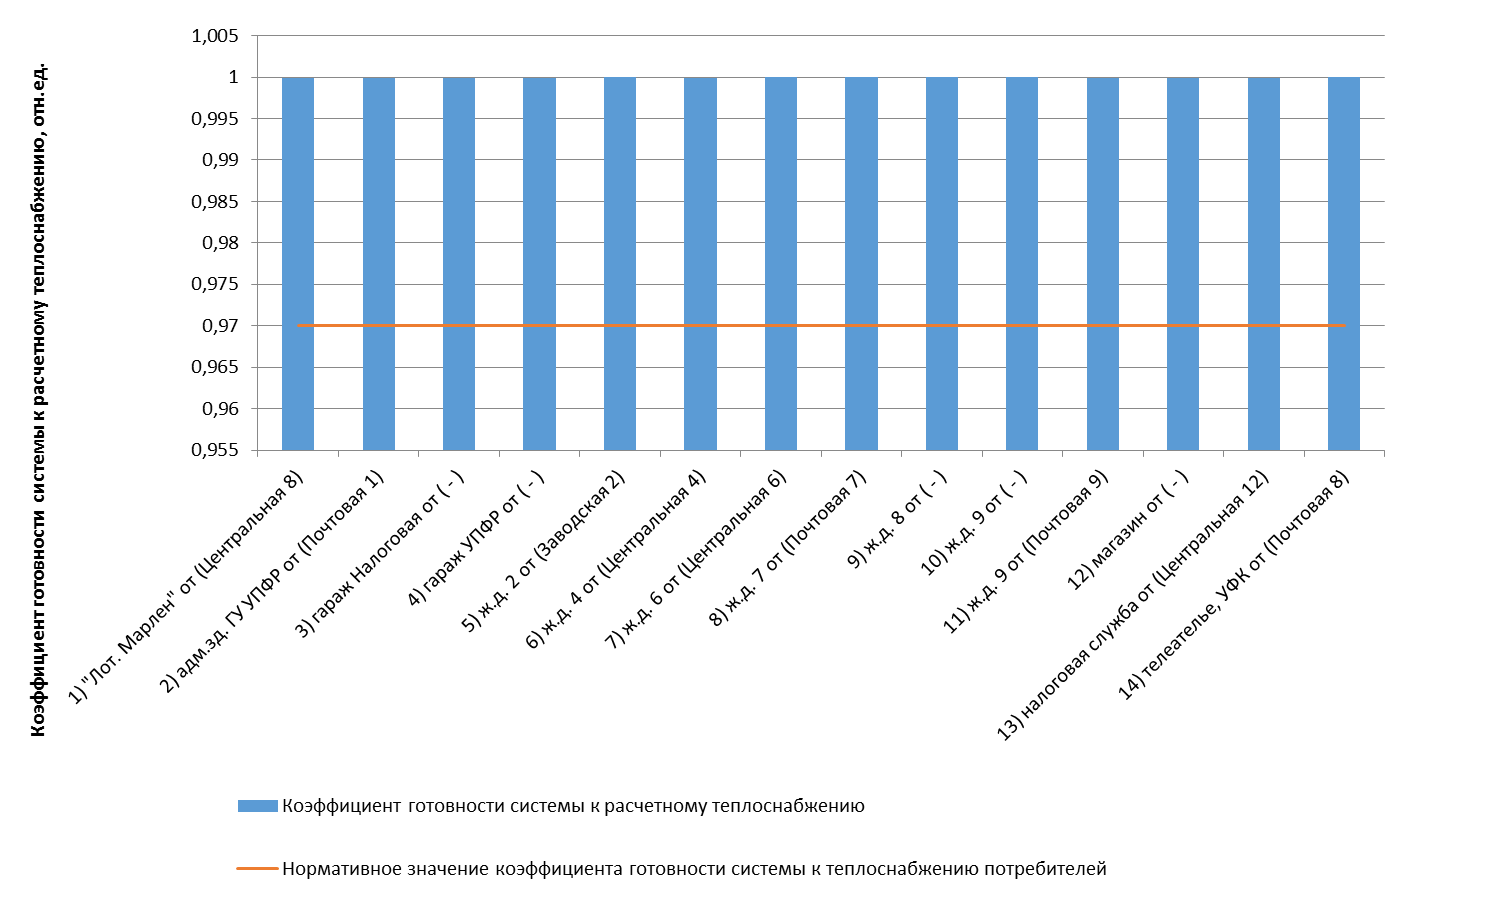 Коэффициент готовности системы к расчетному теплоснабжению, отн.ед.
1,005
1
0,995
0,99
0,985
0,98
0,975
0,97
0,965
0,96
0,955
1) "Лот. Марлен" от (Центральная 8)
2) адм.зд. ГУ УПФР от (Почтовая 1)
3) гараж Налоговая от ( - )
4) гараж УПФР от ( - )
5) ж.д. 2 от (Заводская 2)
6) ж.д. 4 от (Центральная 4)
7) ж.д. 6 от (Центральная 6)
8) ж.д. 7 от (Почтовая 7)
9) ж.д. 8 от ( - )
10) ж.д. 9 от ( - )
11) ж.д. 9 от (Почтовая 9)
12) магазин от ( - )
13) налоговая служба от (Центральная 12)
14) телеателье, УФК от (Почтовая 8)
Коэффициент готовности системы к расчетному теплоснабжению
Нормативное значение коэффициента готовности системы к теплоснабжению потребителей